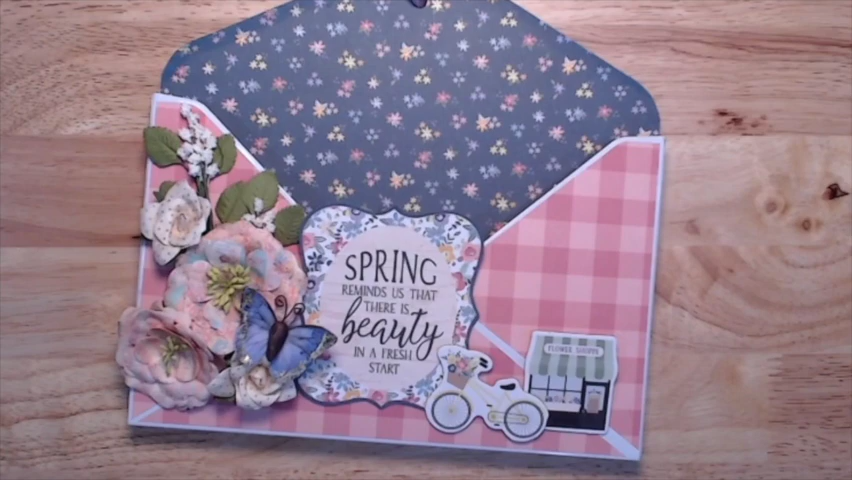 SPRING
REMINDS US THAT
THERE IS
beauty
IN A FRESH
START
FLOWER SHOPPE